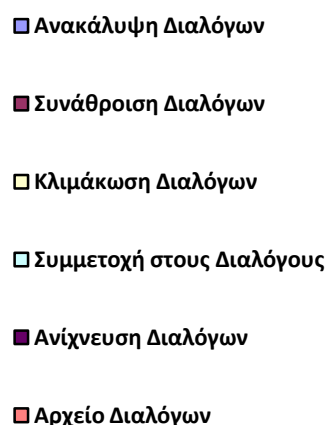 Ανακάλυψη Διαλόγων
Συνάθροιση Διαλόγων
Κλιμάκωση Διαλόγων
Συμμετοχή στους Διαλόγους
Ανίχνευση Διαλόγων
Αρχείο Διαλόγων